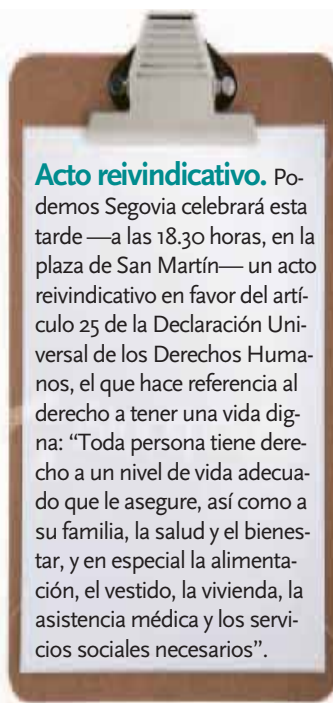 Acto reivindicativo. Po-
demos Segovia celebrará esta
tarde —a las 18.30 horas, en la
plaza de San Martín— un acto
reivindicativo en favor del artí-
culo 25 de la Declaración Uni-
versal de los Derechos Huma-
nos, el que hace referencia al
derecho a tener una vida dig-
na: “Toda persona tiene dere-
cho a un nivel de vida adecua-
do que le asegure, así como a
su familia, la salud y el bienes-
tar, y en especial la alimenta-
ción, el vestido, la vivienda, la
asistencia médica y los servi-
cios sociales necesarios”.